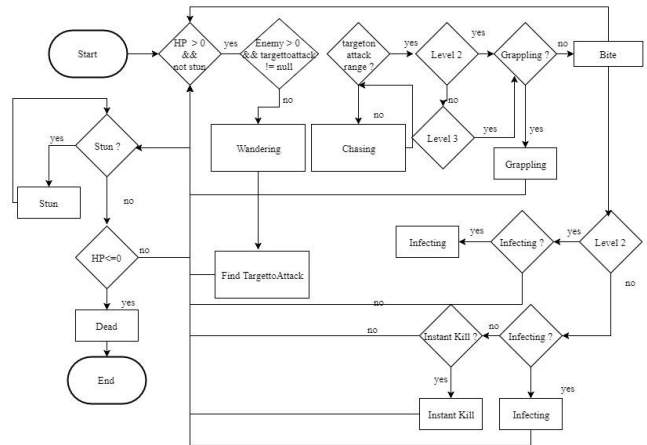 Start
HP > 0
&&
not stun
yes
Enemy > 0
&& targettoattack
!= null
targeton
attack
range ?
yes
Level 2
yes
Grappling ?
no
Bite
no
no
no
Stun ?
yes
Wandering
Chasing
Level 3
yes
yes
Grappling
Stun
no
HP<=0
no
Find TargettoAttack
Infecting
yes
Infecting ?
yes
Level 2
yes
Dead
no
no
End
no
Instant Kill ?
no
Infecting ?
yes
yes
Instant Kill
Infecting